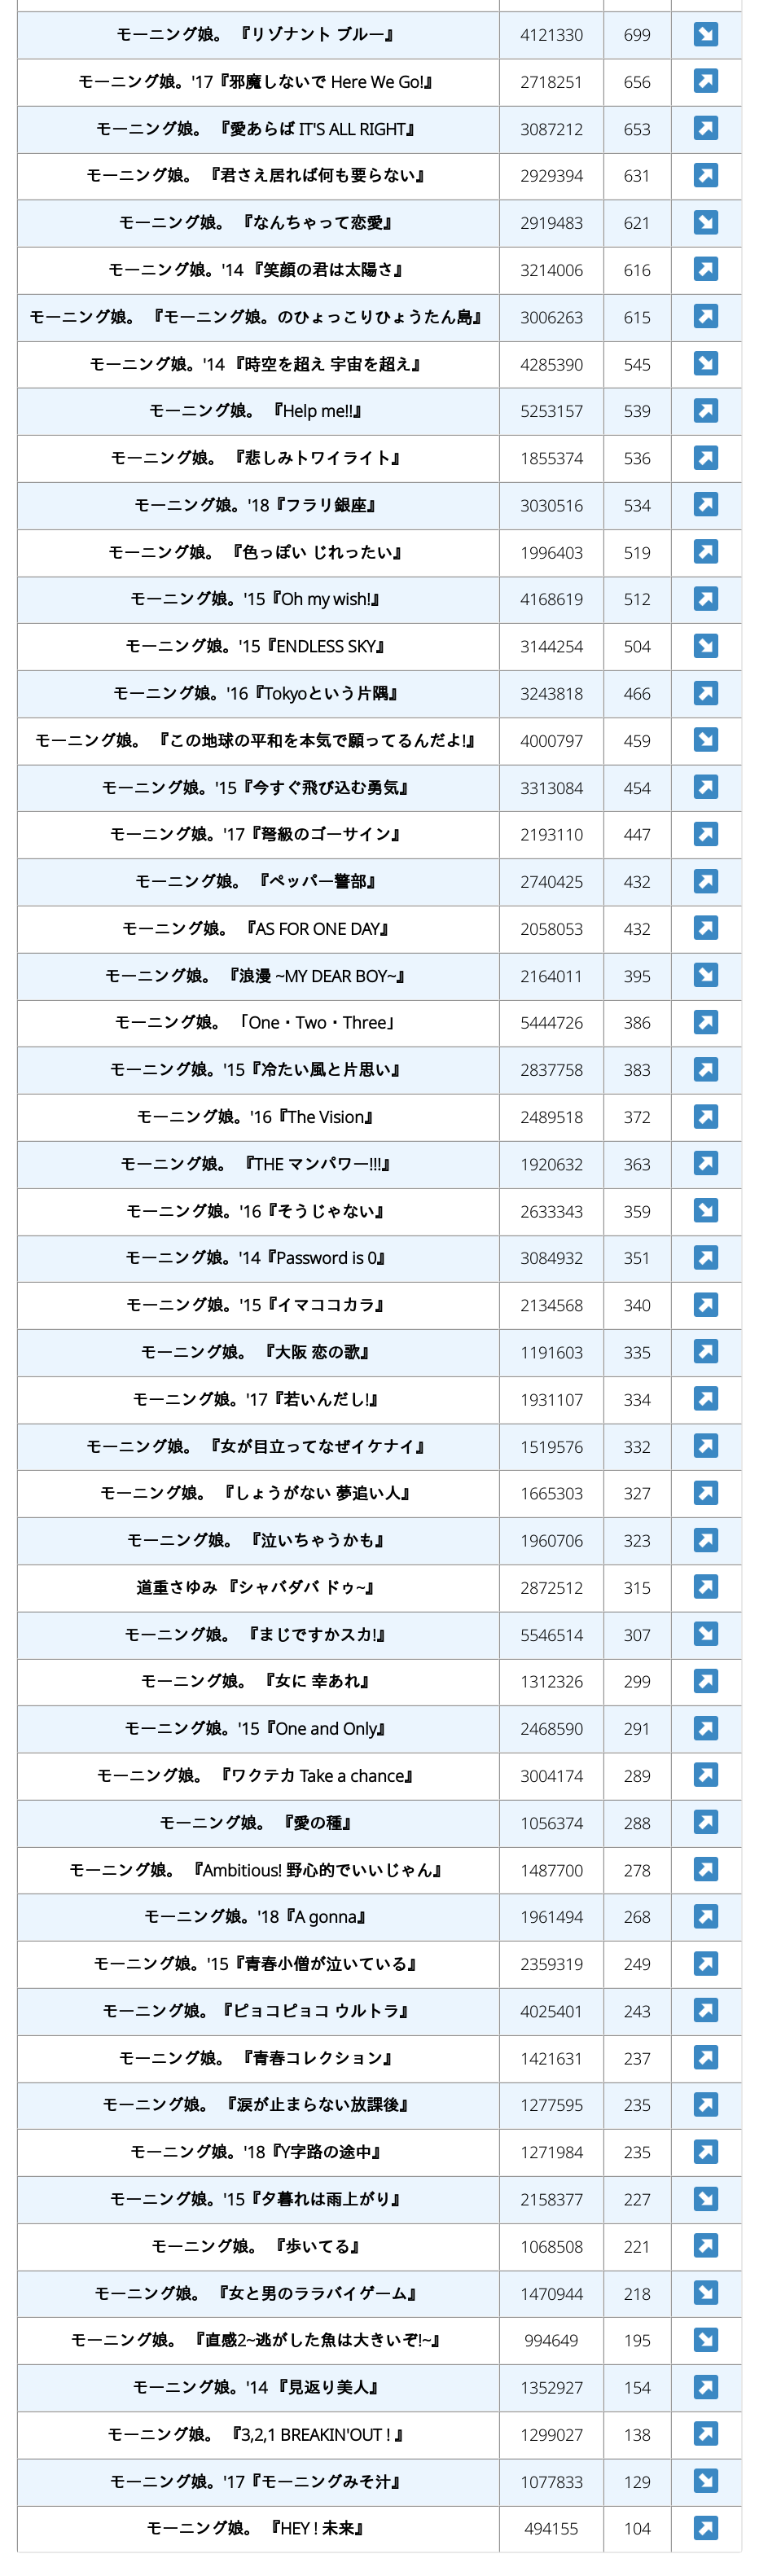 モーニング娘。 『リゾナント ブルー』 4121330 699 ↘
モーニング娘。'17『邪魔しないで Here We Go!』 2718251 656 ↗
モーニング娘。 『愛あらば IT'S ALL RIGHT』 3087212 653 ↗
モーニング娘。 『君さえ居れば何も要らない』 2929394 631 ↗
モーニング娘。 『なんちゃって恋愛』 2919483 621 ↘
モーニング娘。'14 『笑顔の君は太陽さ』 3214006 616 ↗
モーニング娘。 『モーニング娘。のひょっこりひょうたん島』 3006263 615 ↗
モーニング娘。'14 『時空を超え 宇宙を超え』 4285390 545 ↘
モーニング娘。 『Help me!!』 5253157 539 ↗
モーニング娘。 『悲しみトワイライト』 1855374 536 ↗
モーニング娘。'18『フラリ銀座』 3030516 534 ↗
モーニング娘。 『色っぽい じれったい』 1996403 519 ↗
モーニング娘。'15『Oh my wish!』 4168619 512 ↗
モーニング娘。'15『ENDLESS SKY』 3144254 504 ↘
モーニング娘。'16『Tokyoという片隅』 3243818 466 ↗
モーニング娘。 『この地球の平和を本気で願ってるんだよ!』 4000797 459 ↘
モーニング娘。'15『今すぐ飛び込む勇気』 3313084 454 ↗
モーニング娘。'17『弩級のゴーサイン』 2193110 447 ↗
モーニング娘。 『ペッパー警部』 2740425 432 ↗
モーニング娘。 『AS FOR ONE DAY』 2058053 432 ↗
モーニング娘。 『浪漫 ~MY DEAR BOY~』 2164011 395 ↘
モーニング娘。 「One・Two・Three」 5444726 386 ↗
モーニング娘。'15『冷たい風と片思い』 2837758 383 ↗
モーニング娘。'16『The Vision』 2489518 372 ↗
モーニング娘。 『THE マンパワー!!!』 1920632 363 ↗
モーニング娘。'16『そうじゃない』 2633343 359 ↘
モーニング娘。'14『Password is 0』 3084932 351 ↗
モーニング娘。'15『イマココカラ』 2134568 340 ↗
モーニング娘。 『大阪 恋の歌』 1191603 335 ↗
モーニング娘。'17『若いんだし!』 1931107 334 ↗
モーニング娘。 『女が目立ってなぜイケナイ』 1519576 332 ↗
モーニング娘。 『しょうがない 夢追い人』 1665303 327 ↗
モーニング娘。 『泣いちゃうかも』 1960706 323 ↗
道重さゆみ 『シャバダバ ドゥ~』 2872512 315 ↗
モーニング娘。 『まじですかスカ!』 5546514 307 ↘
モーニング娘。 『女に 幸あれ』 1312326 299 ↗
モーニング娘。'15『One and Only』 2468590 291 ↗
モーニング娘。 『ワクテカ Take a chance』 3004174 289 ↗
モーニング娘。 『愛の種』 1056374 288 ↗
モーニング娘。 『Ambitious! 野心的でいいじゃん』 1487700 278 ↗
モーニング娘。'18『A gonna』 1961494 268 ↗
モーニング娘。'15『青春小僧が泣いている』 2359319 249 ↗
モーニング娘。『ピョコピョコ ウルトラ』 4025401 243 ↗
モーニング娘。 『青春コレクション』 1421631 237 ↗
モーニング娘。 『涙が止まらない放課後』 1277595 235 ↗
モーニング娘。'18『Y字路の途中』 1271984 235 ↗
モーニング娘。'15『夕暮れは雨上がり』 2158377 227 ↘
モーニング娘。 『歩いてる』 1068508 221 ↗
モーニング娘。 『女と男のララバイゲーム』 1470944 218 ↘
モーニング娘。 『直感2~逃がした魚は大きいぞ!~』 994649 195 ↘
モーニング娘。'14 『見返り美人』 1352927 154 ↗
モーニング娘。 『3,2,1 BREAKIN'OUT ! 』 1299027 138 ↗
モーニング娘。'17『モーニングみそ汁』 1077833 129 ↘
モーニング娘。 『HEY ! 未来』 494155 104 ↗